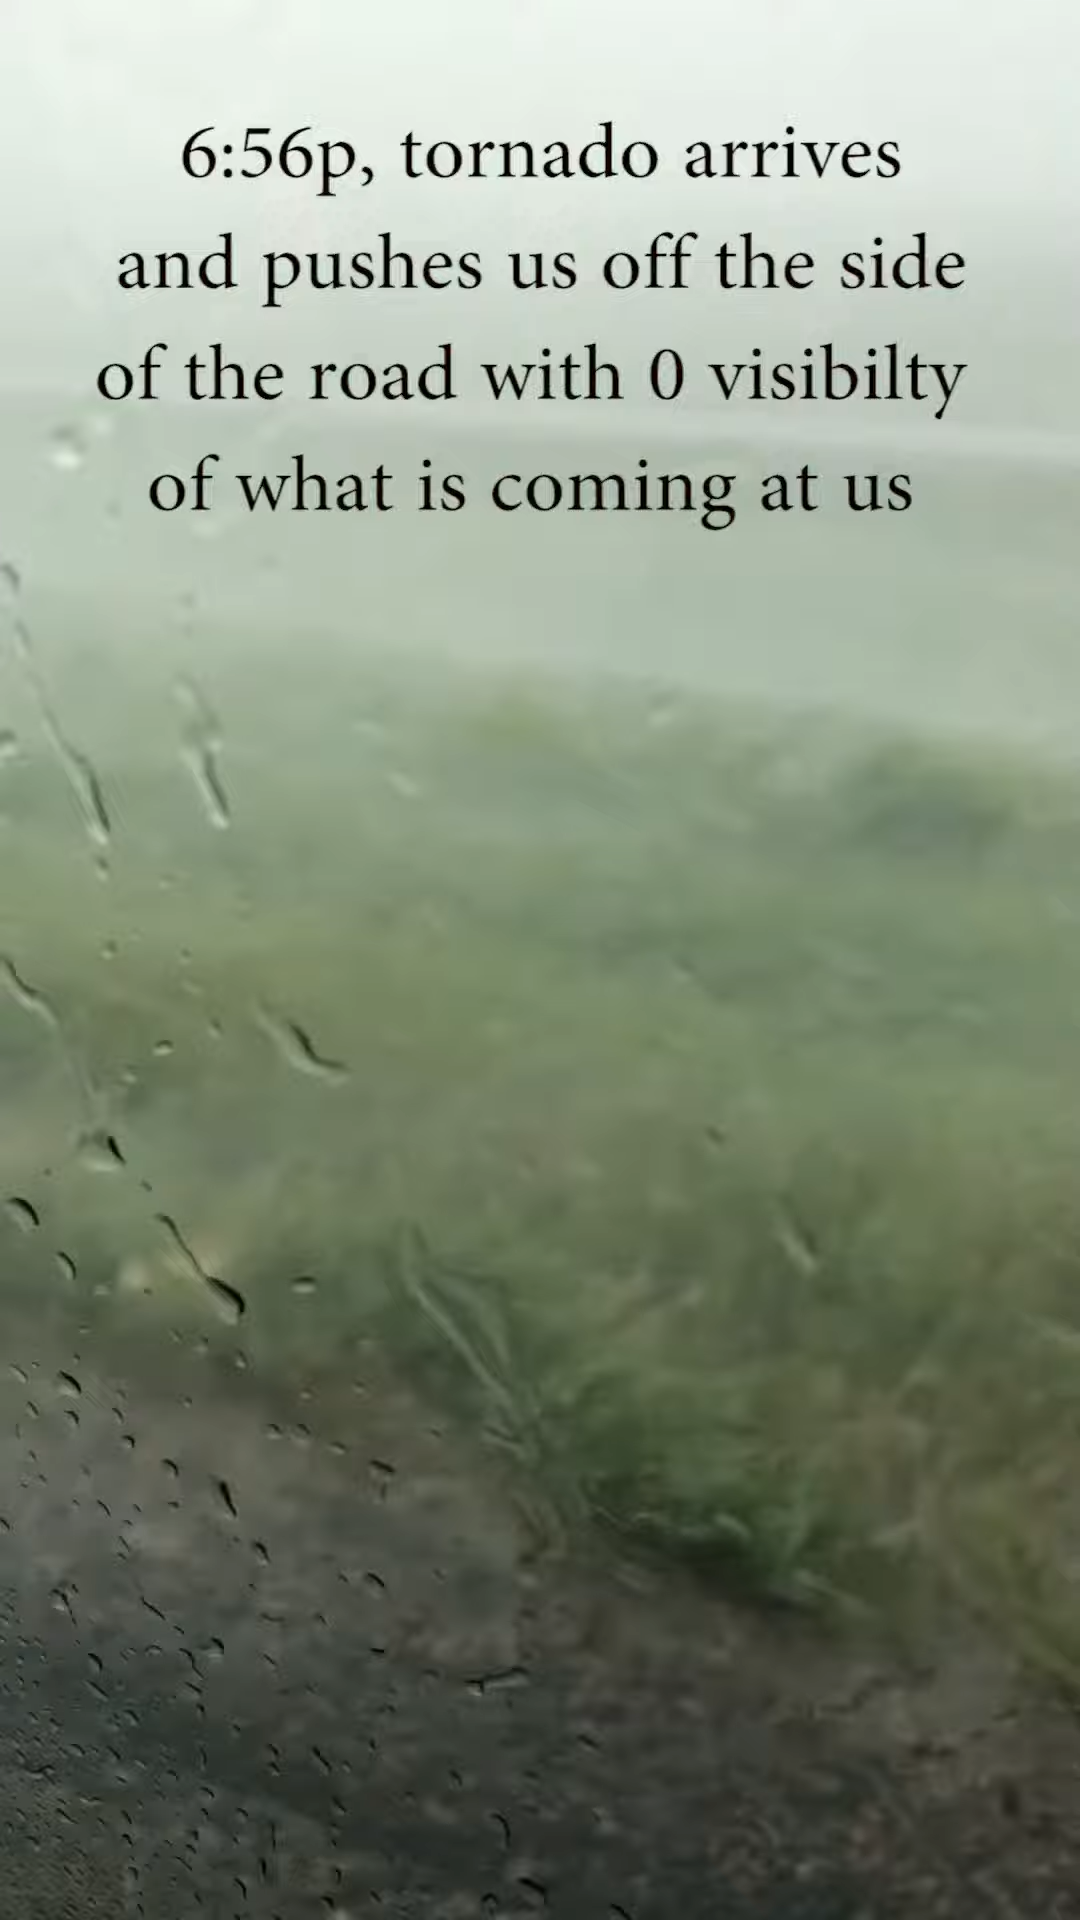 6:56p, tornado arrives
and pushes us off the side
of the road with 0 visibilty
of what is coming at us